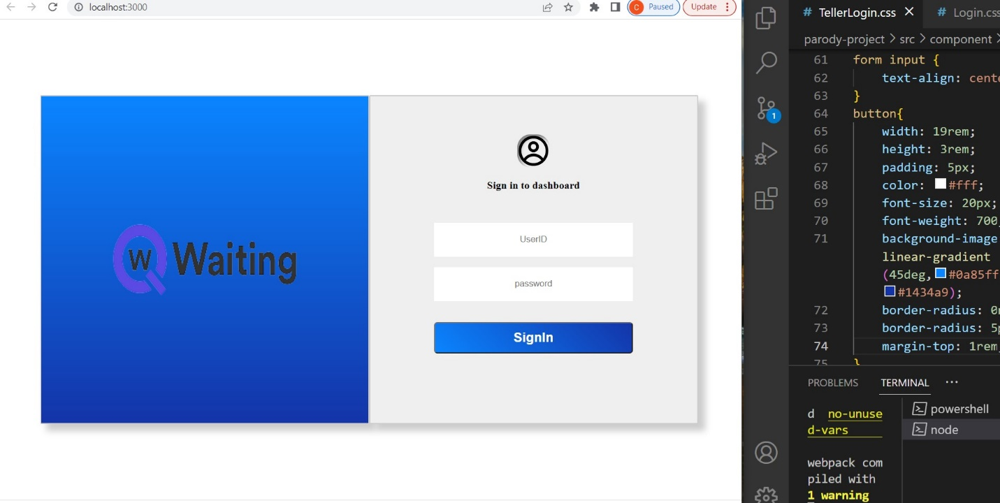 localhost:3000
C Paused
Update
W Waiting
Sign in to dashboard
UserID
password
SignIn
# TellerLogin.css
# Login.css
parody-project > src > component >
61 form input {
62 text-align: cente
63 }
64 button{
65 width: 19rem;
66 height: 3rem;
67 padding: 5px;
68 color: #fff;
69 font-size: 20px;
70 font-weight: 700
71 background-image
linear-gradient
(45deg, #0a85ff
#1434a9);
72 border-radius: 0
73 border-radius: 5
74 margin-top: 1rem
75 }
1
PROBLEMS TERMINAL ...
d no-unuse
d-vars
webpack com
piled with
1 warning
powershell
node